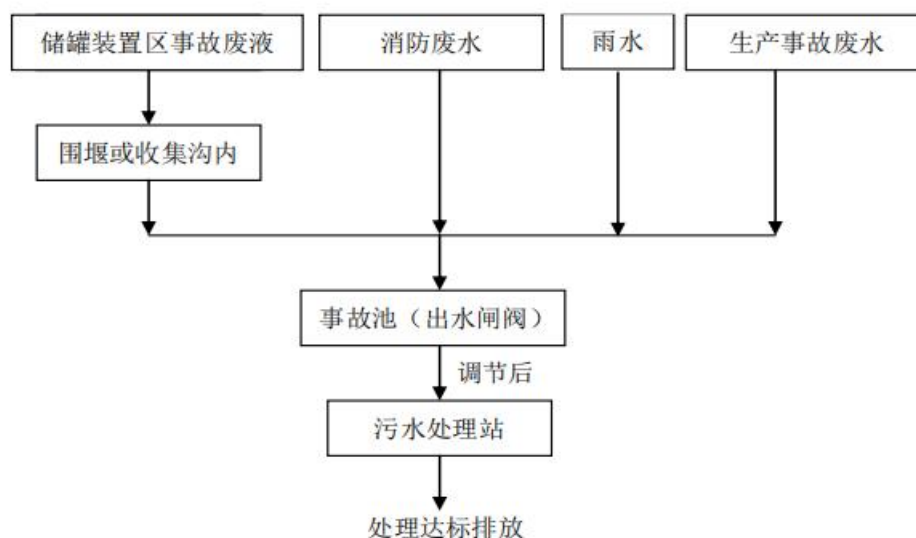 储罐装置区事故废液
消防废水
雨水
生产事故废水
围堰或收集沟内
事故池（出水闸阀）
调节后
污水处理站
处理达标排放